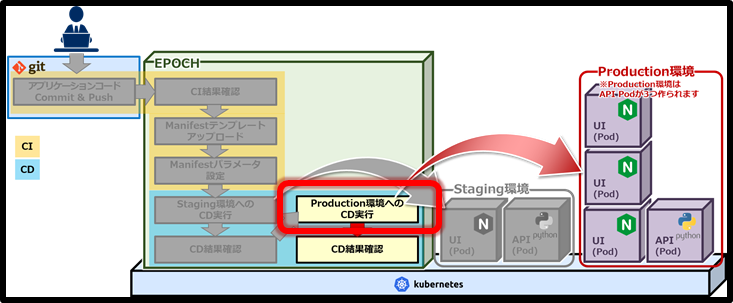 git
アプリケーションコード
Commit & Push
CI
CD
EPOCH
CI結果確認
Manifestテンプレート
アップロード
Manifestパラメータ
設定
Staging環境への
CD実行
CD結果確認
Production環境への
CD実行
CD結果確認
Staging環境
UI
(Pod)
API
(Pod)
python
Production環境
※Production環境は
API Podが3つ作られます
UI
(Pod)
UI
(Pod)
UI
(Pod)
API
(Pod)
python
kubernetes